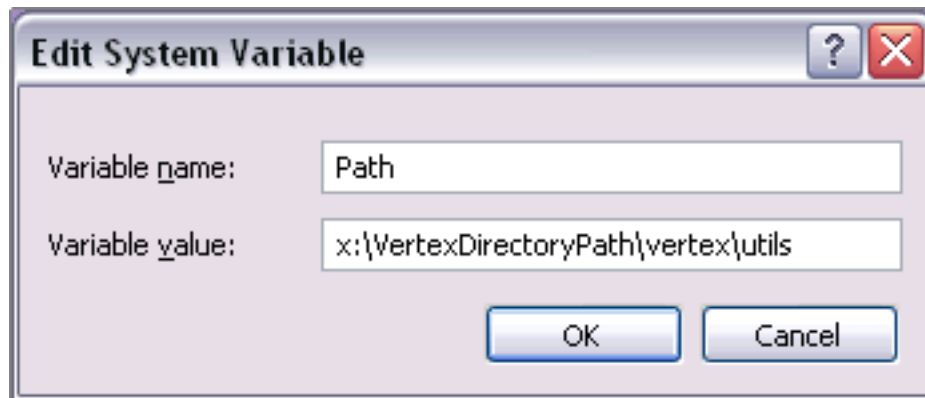 Edit System Variable
Variable name: Path
Variable value: x:\VertexDirectoryPath\vertex\utils
OK Cancel